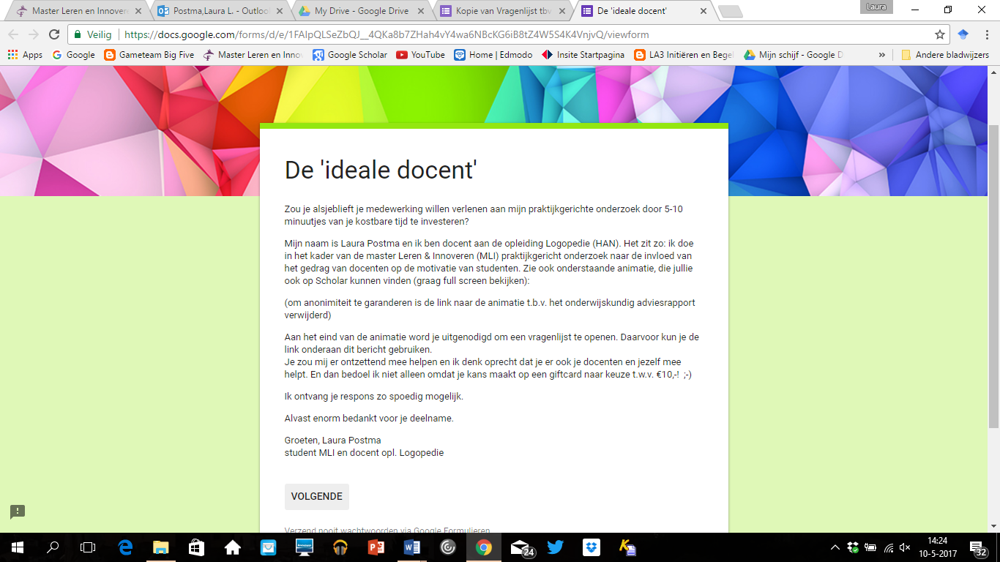 Master Leren en Innovere
Postma,Laura L. - Outloo
My Drive - Google Drive
Kopie van Vragenlijst tbv
De 'ideale docent'
Laura
Veilig
https://docs.google.com/forms/d/e/1FAIpQLSeZbQJ__4QKa8b7ZHah4vY4wa6NBcKG6iB8tZ4W5S4K4VnjvQ/viewform
Apps Google Gameteam Big Five Master Leren en Inno Google Scholar YouTube Home | Edmodo Insite Startpagina LA3 Initiëren en Bege Mijn schijf - Google D » Andere bladwijzers
De 'ideale docent'
Zou je alsjeblieft je medewerking willen verlenen aan mijn praktijkgerichte onderzoek door 5-10
minuutjes van je kostbare tijd te investeren?
Mijn naam is Laura Postma en ik ben docent aan de opleiding Logopedie (HAN). Het zit zo: ik doe
in het kader van de master Leren & Innoveren (MLI) praktijkgericht onderzoek naar de invloed van
het gedrag van docenten op de motivatie van studenten. Zie ook onderstaande animatie, die jullie
ook op Scholar kunnen vinden (graag full screen bekijken):
(om anonimiteit te garanderen is de link naar de animatie t.b.v. het onderwijskundig adviesrapport
verwijderd)
Aan het eind van de animatie word je uitgenodigd om een vragenlijst te openen. Daarvoor kun je de
link onderaan dit bericht gebruiken.
Je zou mij er ontzettend mee helpen en ik denk oprecht dat je er ook je docenten en jezelf mee
helpt. En dan bedoel ik niet alleen omdat je kans maakt op een giftcard naar keuze t.w.v. €10,-! ;-)
Ik ontvang je respons zo spoedig mogelijk.
Alvast enorm bedankt voor je deelname.
Groeten, Laura Postma
student MLI en docent opl. Logopedie
VOLGENDE
Verzend nooit wachtwoorden via Google Formulieren
24
14:24
10-5-2017
32